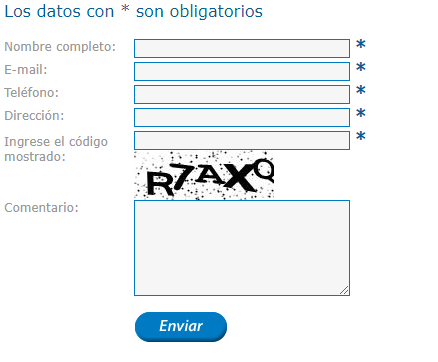 Los datos con * son obligatorios
Nombre completo: *
E-mail: *
Teléfono: *
Dirección: *
Ingrese el código *
mostrado:
R7AXQ
Comentario:
Enviar